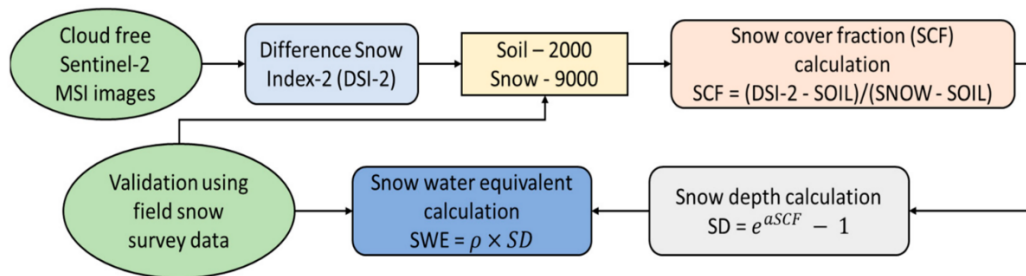 Cloud free
Sentinel-2
MSI images
Difference Snow
Index-2 (DSI-2)
Soil – 2000
Snow - 9000
Snow cover fraction (SCF)
calculation
SCF = (DSI-2 - SOIL)/(SNOW - SOIL)
Validation using
field snow
survey data
Snow water equivalent
calculation
SWE = ρ × SD
Snow depth calculation
SD = e^{aSCF} − 1